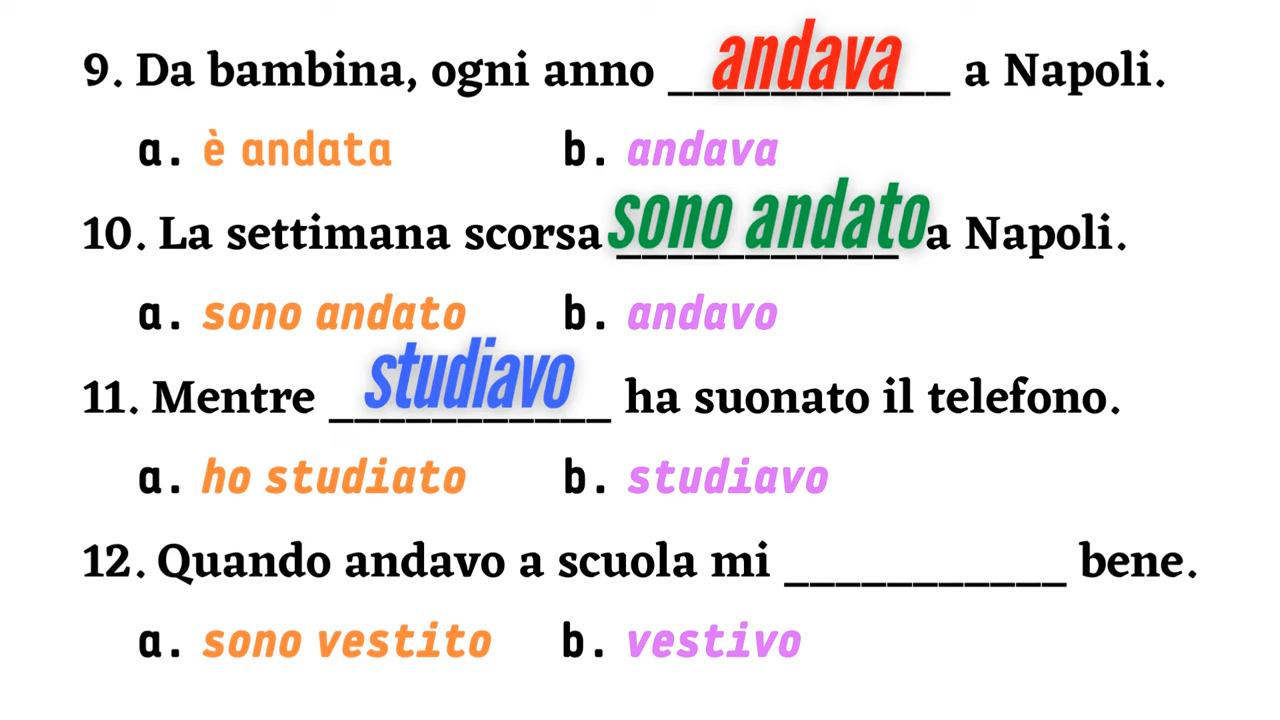 9. Da bambina, ogni anno andava a Napoli.
a. è andata b. andava
10. La settimana scorsa sono andato a Napoli.
a. sono andato b. andavo
11. Mentre studiavo ha suonato il telefono.
a. ho studiato b. studiavo
12. Quando andavo a scuola mi ___________ bene.
a. sono vestito b. vestivo